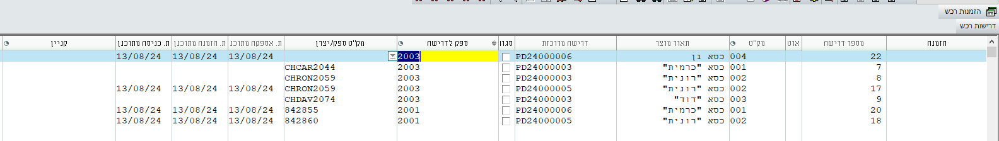 הזמנות רכש
דרישות רכש
הזמנה מספר דרישה אוט מק"ט תאור מוצר דרישה מרוכזת סגרו ספק לדרישה מק"ט ספק/יצרן ת. אספקה מתוכנ ת. הזמנה מתוכנן ת. כניסה מתוכנן קניין
22 004 כסא גן PD24000006 2003 13/08/24 13/08/24 13/08/24
7 001 כסא "כרמית" PD24000003 2003 CHCAR2044
8 002 כסא "רונית" PD24000003 2003 CHRON2059
17 002 כסא "רונית" PD24000005 2003 CHRON2059 13/08/24 13/08/24 13/08/24
9 003 כסא "דוד" PD24000003 2003 CHDAV2074
20 001 כסא "כרמית" PD24000006 2001 842855 13/08/24 13/08/24 13/08/24
18 002 כסא "רונית" PD24000005 2001 842860 13/08/24 13/08/24 13/08/24